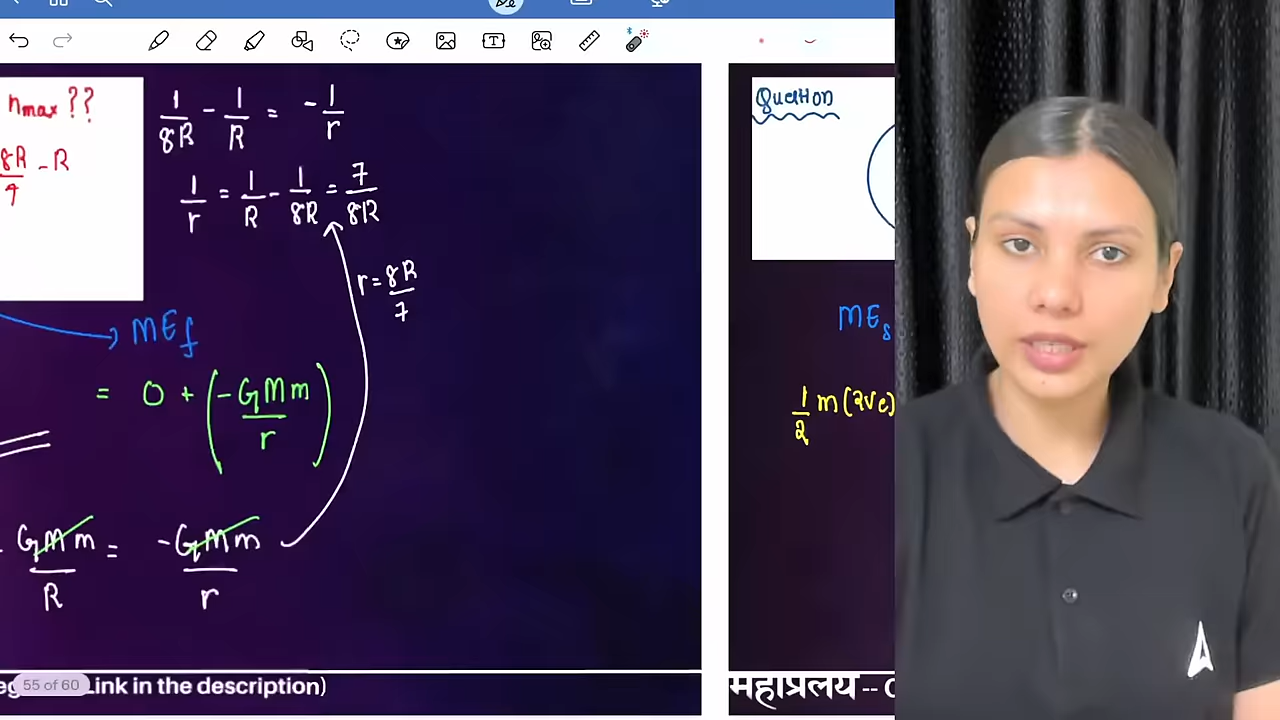 hmax ??
8R/7 - R
1/8R - 1/R = - 1/r
1/r = 1/R - 1/8R = 7/8R
r = 8R/7
→ MEf
= 0 + (-GMm/r)
GMm/R = -GMm/r
55 of 60
Link in the description)
Question
MEs
1/2 m(2ve)
महाप्रलय --